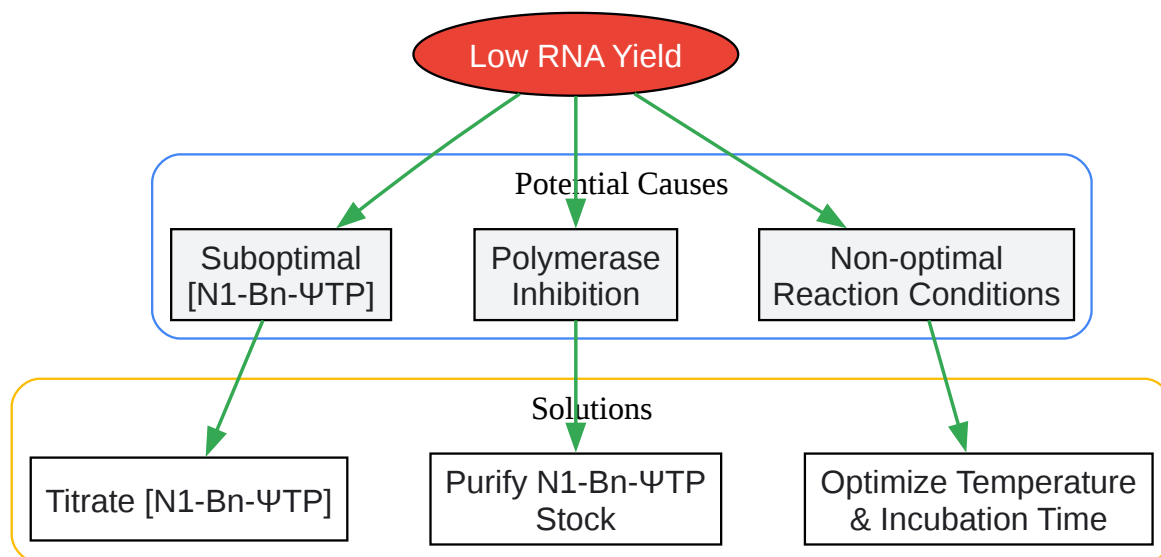 Low RNA Yield
Potential Causes
Suboptimal
[N1-Bn-ΨTP]
Polymerase
Inhibition
Non-optimal
Reaction Conditions
Solutions
Titrate [N1-Bn-ΨTP]
Purify N1-Bn-ΨTP
Stock
Optimize Temperature
& Incubation Time